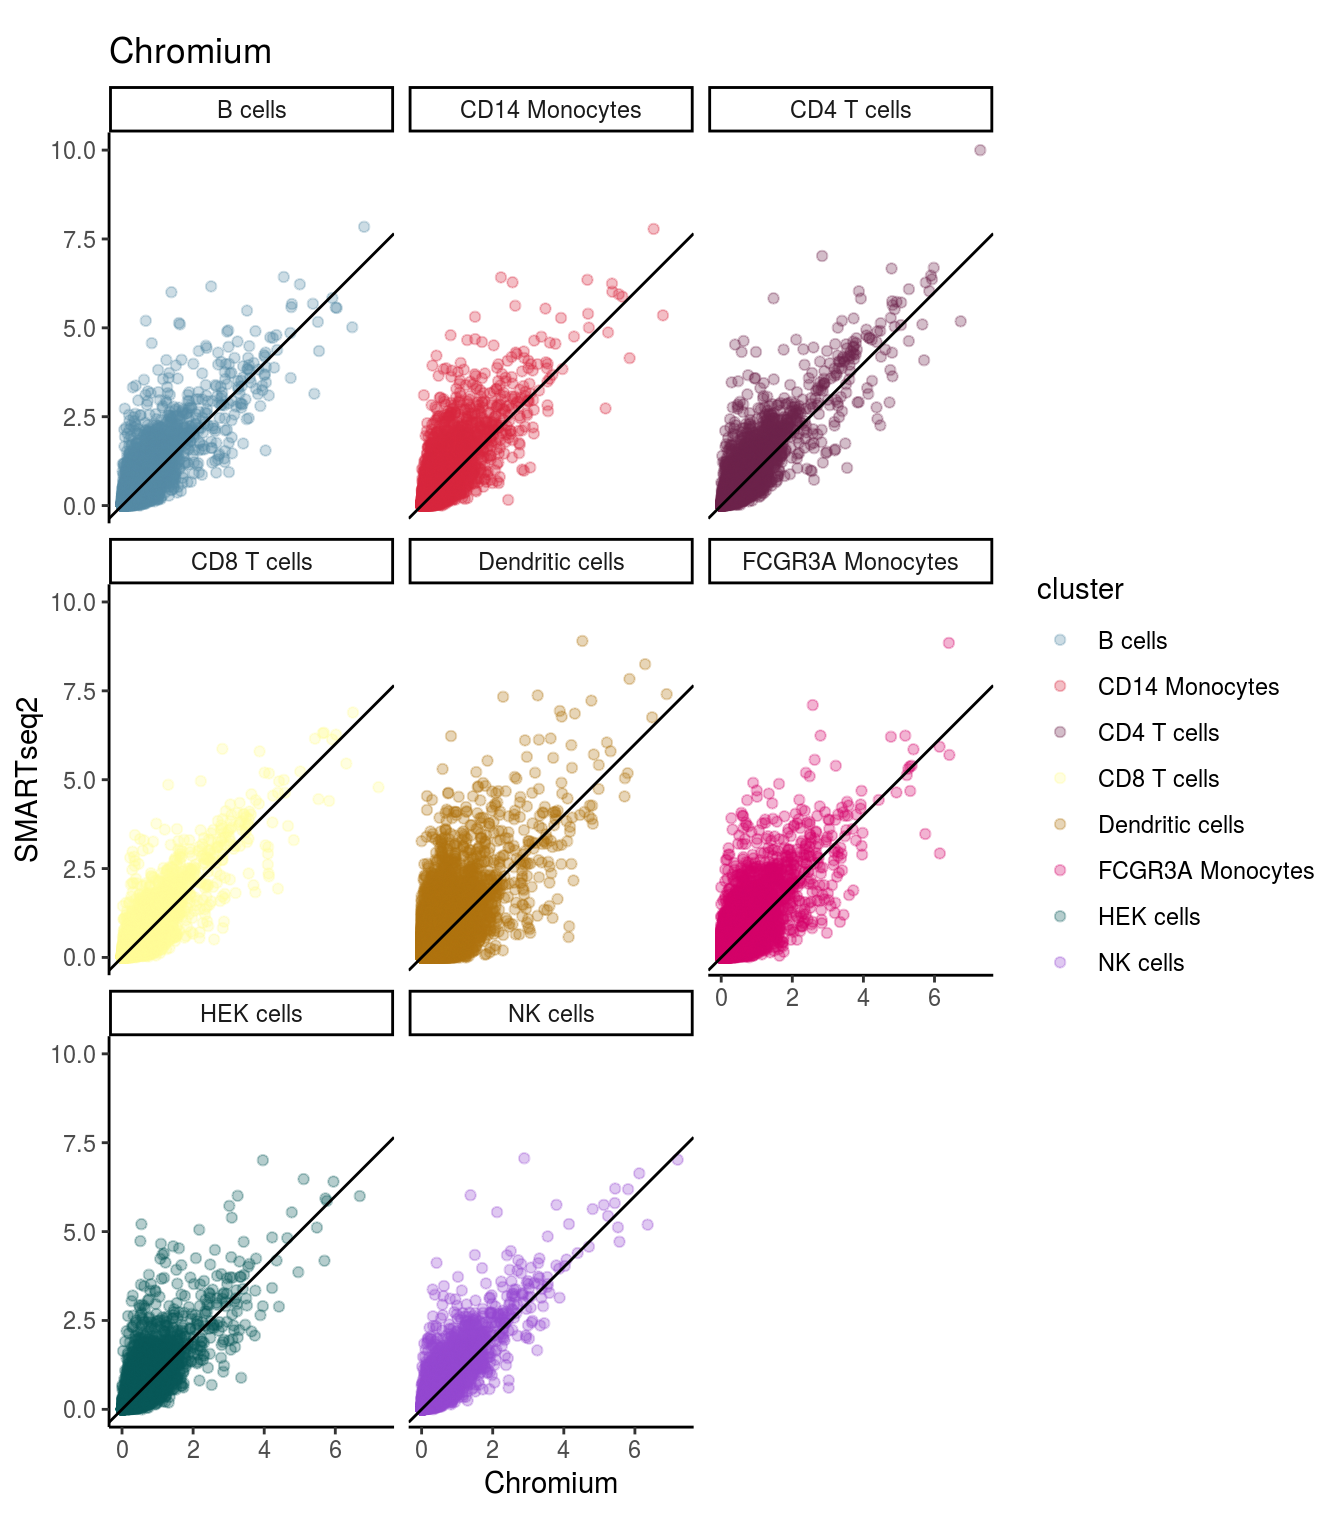 Chromium
B cells
CD14 Monocytes
CD4 T cells
10.0
7.5
5.0
2.5
0.0
CD8 T cells
Dendritic cells
FCGR3A Monocytes
10.0
7.5
5.0
2.5
0.0
0 2 4 6
HEK cells
NK cells
10.0
7.5
5.0
2.5
0.0
0 2 4 6
0 2 4 6
Chromium
SMARTseq2
cluster
B cells
CD14 Monocytes
CD4 T cells
CD8 T cells
Dendritic cells
FCGR3A Monocytes
HEK cells
NK cells